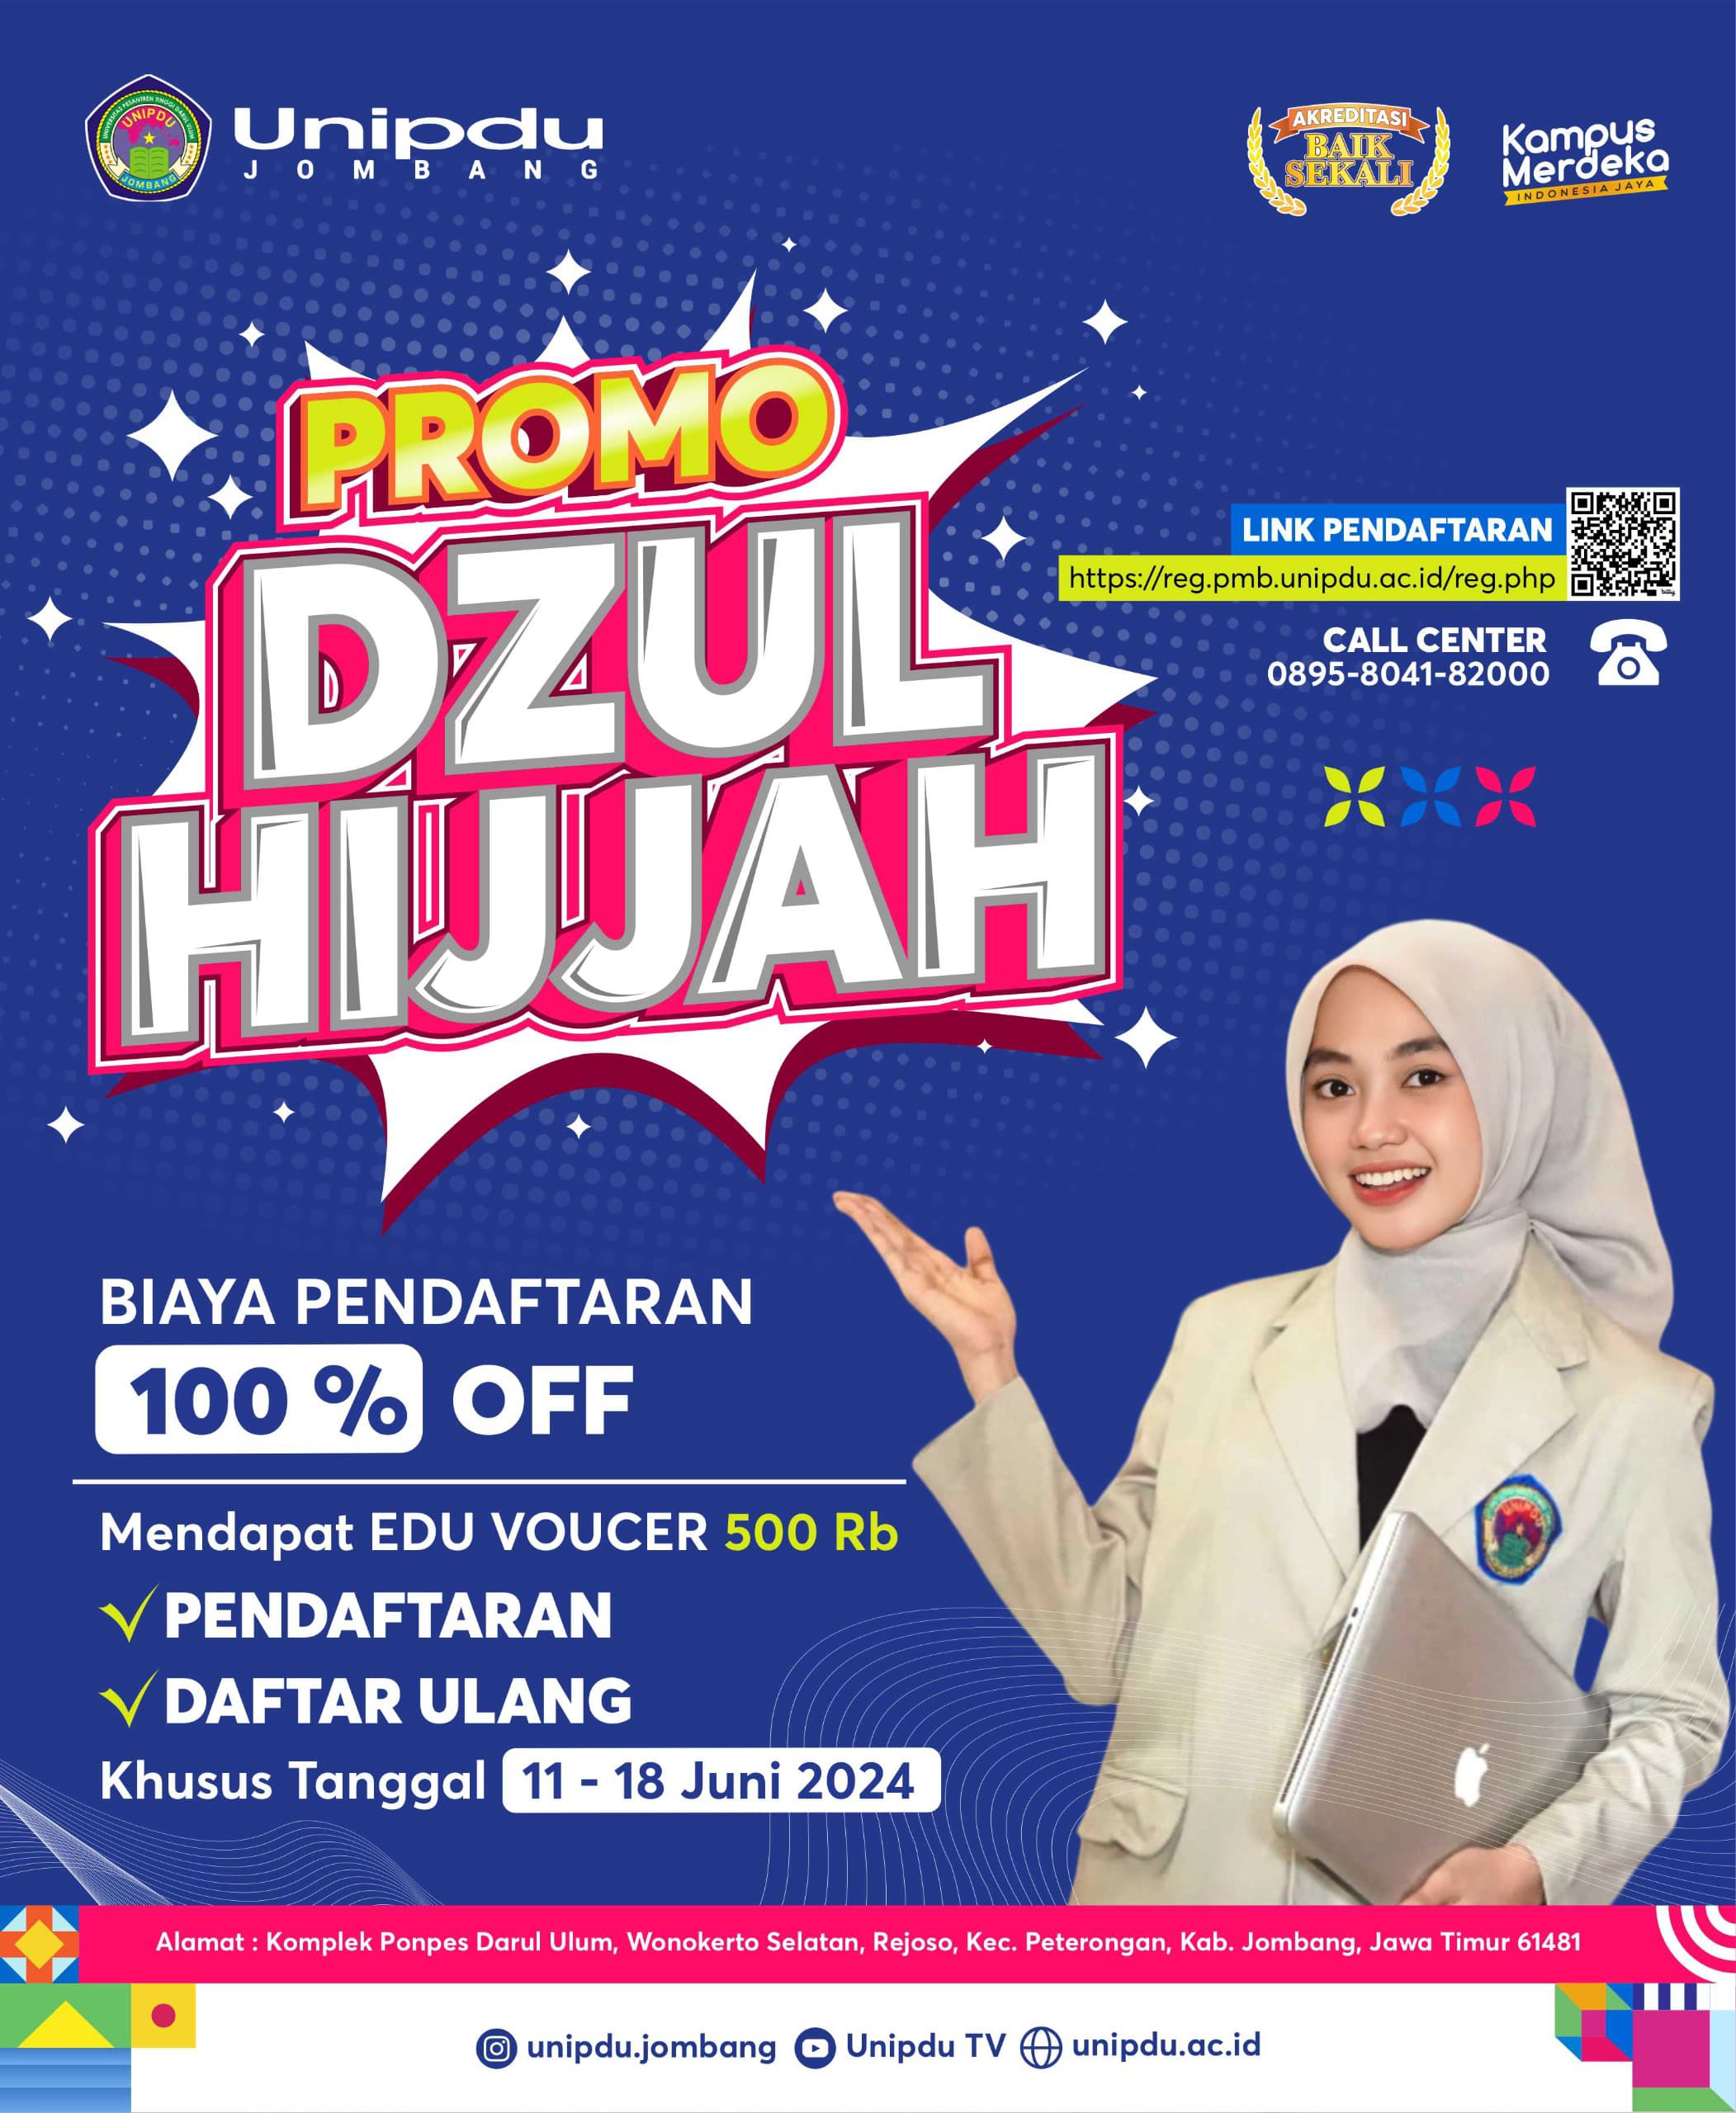 Unipdu
JOMBANG
AKREDITASI
BAIK
SEKALI
Kampus
Merdeka
INDONESIA JAYA
UNIPDU
JOMBANG
PROMO
DZUL
HIJJAH
LINK PENDAFTARAN
https://reg.pmb.unipdu.ac.id/reg.php
CALL CENTER
0895-8041-82000
BIAYA PENDAFTARAN
100 % OFF
Mendapat EDU VOUCER 500 Rb
PENDAFTARAN
DAFTAR ULANG
Khusus Tanggal 11 - 18 Juni 2024
Alamat : Komplek Ponpes Darul Ulum, Wonokerto Selatan, Rejoso, Kec. Peterongan, Kab. Jombang, Jawa Timur 61481
unipdu.jombang Unipdu TV unipdu.ac.id